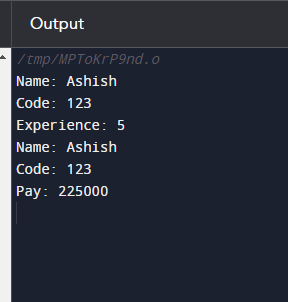 Output
/tmp/MPToKrP9nd.o
Name: Ashish
Code: 123
Experience: 5
Name: Ashish
Code: 123
Pay: 225000